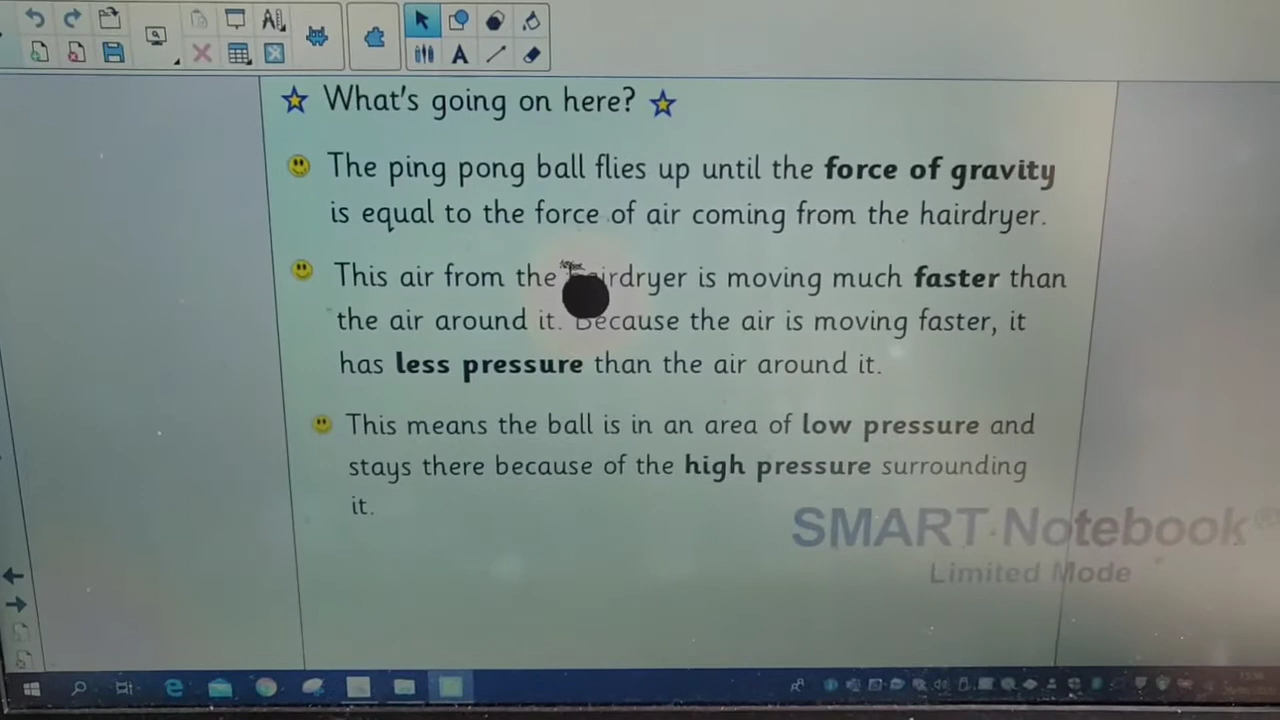 What's going on here?
The ping pong ball flies up until the force of gravity
is equal to the force of air coming from the hairdryer.
This air from the hairdryer is moving much faster than
the air around it. Because the air is moving faster, it
has less pressure than the air around it.
This means the ball is in an area of low pressure and
stays there because of the high pressure surrounding
it.
SMART Notebook®
Limited Mode